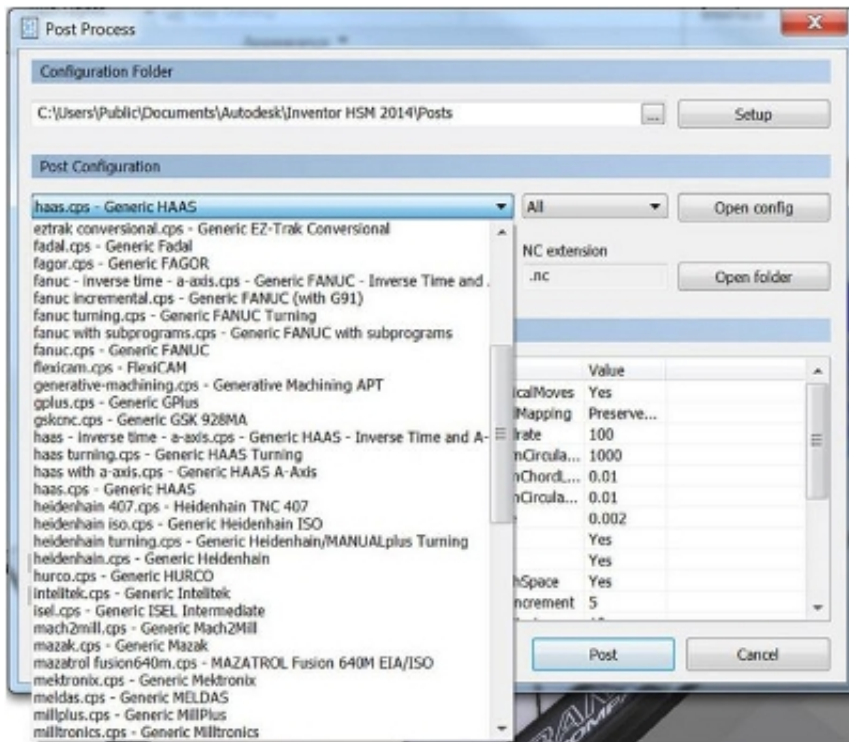 Post Process
Configuration Folder
C:\Users\Public\Documents\Autodesk\Inventor HSM 2014\Posts
...
Setup
Post Configuration
haas.cps - Generic HAAS
All
Open config
eztrak conversional.cps - Generic EZ-Trak Conversional
fadal.cps - Generic Fadal
fagor.cps - Generic FAGOR
fanuc - inverse time - a-axis.cps - Generic FANUC - Inverse Time and .
fanuc incremental.cps - Generic FANUC (with G91)
fanuc turning.cps - Generic FANUC Turning
fanuc with subprograms.cps - Generic FANUC with subprograms
fanuc.cps - Generic FANUC
flexicam.cps - FlexiCAM
generative-machining.cps - Generative Machining APT
gplus.cps - Generic GPlus
gskcnc.cps - Generic GSK 928MA
haas - inverse time - a-axis.cps - Generic HAAS - Inverse Time and A-
haas turning.cps - Generic HAAS Turning
haas with a-axis.cps - Generic HAAS A-Axis
haas.cps - Generic HAAS
heidenhain 407.cps - Heidenhain TNC 407
heidenhain iso.cps - Generic Heidenhain ISO
heidenhain turning.cps - Generic Heidenhain/MANUALplus Turning
heidenhain.cps - Generic Heidenhain
hurco.cps - Generic HURCO
intelitek.cps - Generic Intelitek
isel.cps - Generic ISEL Intermediate
mach2mill.cps - Generic Mach2Mill
mazak.cps - Generic Mazak
mazatrol fusion640m.cps - MAZATROL Fusion 640M EIA/ISO
mektronix.cps - Generic Mektronix
meldas.cps - Generic MELDAS
millplus.cps - Generic MillPlus
milltronics.cps - Generic Milltronics
NC extension
.nc
Open folder
Value
icalMoves Yes
lMapping Preserve...
lrate 100
nCircula... 1000
nChordL... 0.01
nCircula... 0.01
0.002
Yes
Yes
hSpace Yes
ncrement 5
Post
Cancel